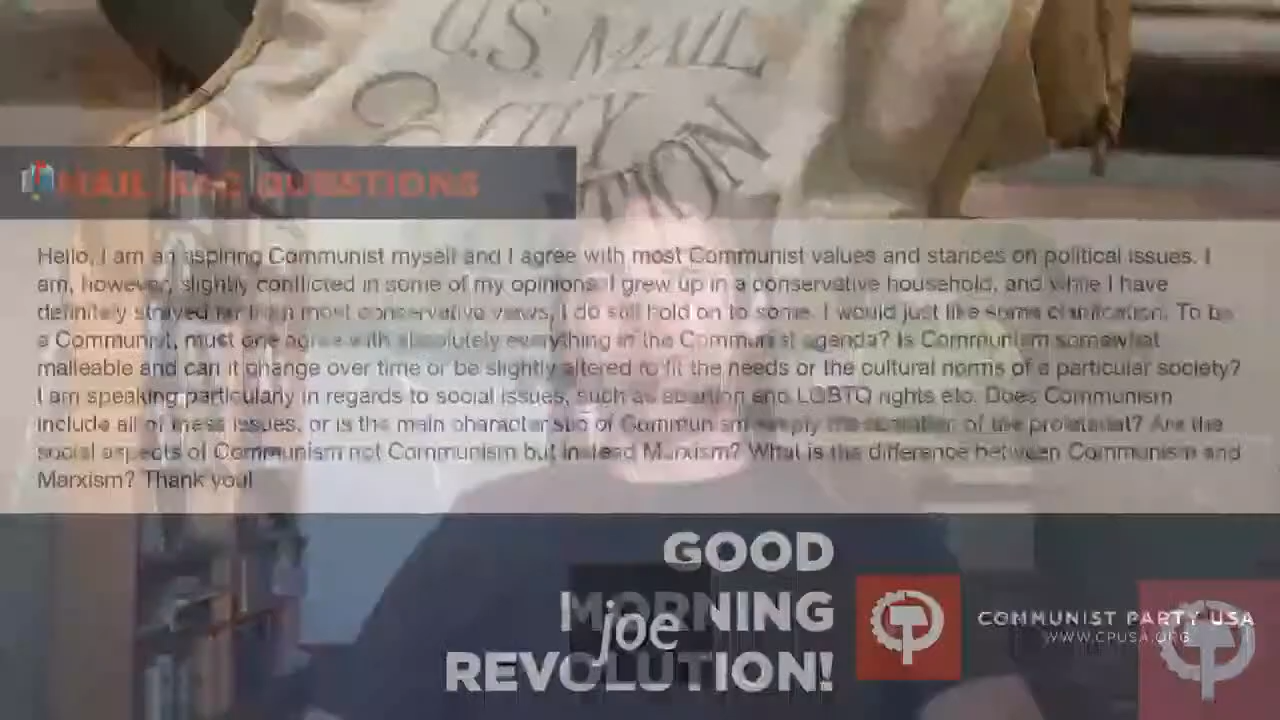 U.S. MAIL
CITY
MAIL BAG QUESTIONS
Hello, I am an aspiring Communist myself and I agree with most Communist values and stances on political issues. I
am, however, slightly conflicted in some of my opinions. I grew up in a conservative household, and while I have
definitely strayed far from most conservative views, I do still hold on to some. I would just like some clarification. To be
a Communist, must one agree with absolutely everything in the Communist agenda? Is Communism somewhat
malleable and can it change over time or be slightly altered to fit the needs or the cultural norms of a particular society?
I am speaking particularly in regards to social issues, such as abortion and LGBTQ rights etc. Does Communism
include all of these issues, or is the main characteristic of Communism simply the of the proletariat? Are the
social aspects of Communism not Communism but instead Marxism? What is the difference between Communism and
Marxism? Thank you!
GOOD
MORNING
joe
REVOLUTION!
COMMUNIST PARTY USA
WWW.CPUSA.ORG